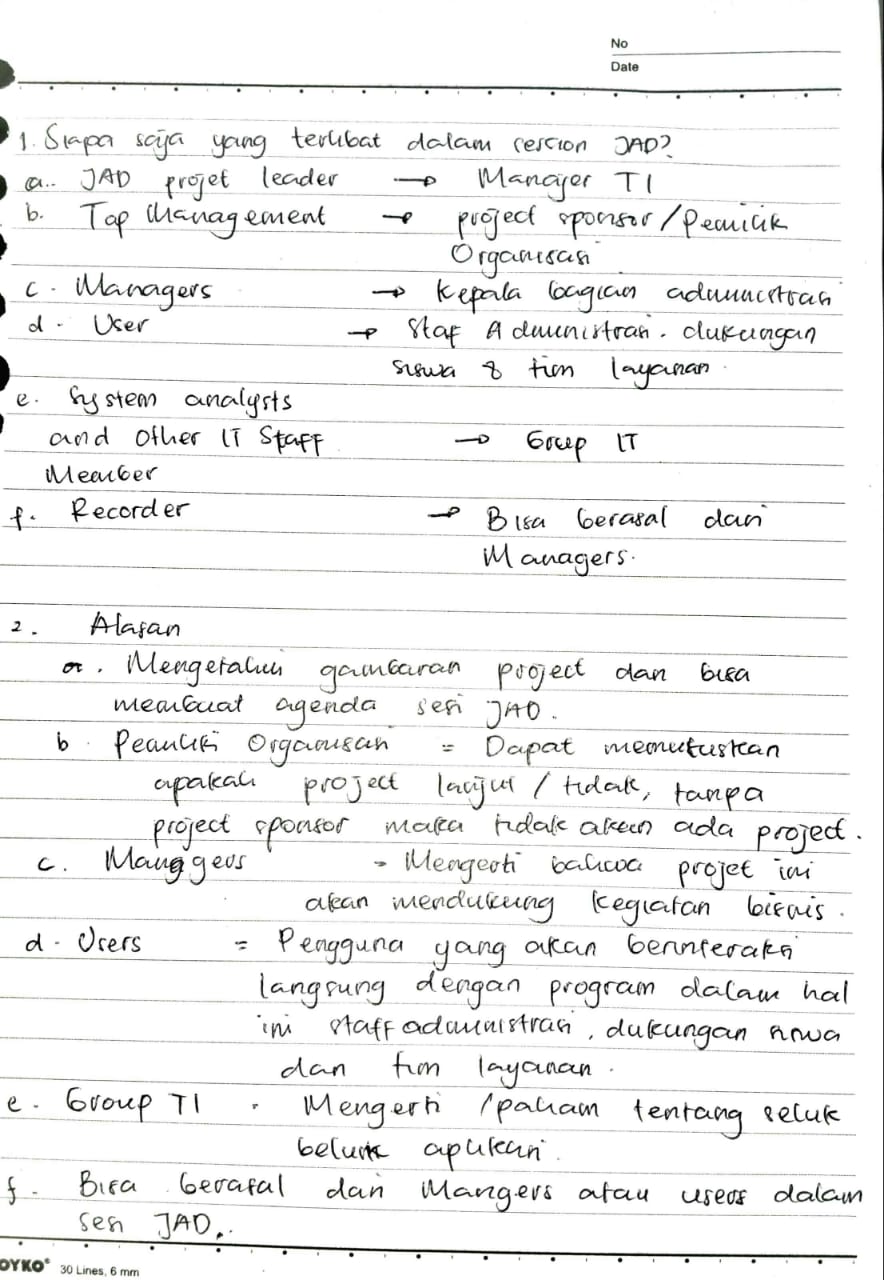 No
Date
1. Siapa saja yang terlibat dalam session JAD?
a.. JAD projet leader → Manajer TI
b. Top Management → project sponsor / Pemilik
Organisasi
c. Managers → Kepala bagian administrasi
d. User → Staf Administrasi. dukungan
siswa & tim layanan.
e. System analysts
and Other IT Staff → Group IT
Member
f. Recorder → Bisa berasal dari
Managers.
2. Alasan
a. Mengetahui gambaran project dan bisa
membuat agenda sesi JAD.
b. Pemilik Organisasi = Dapat memutuskan
apakah project lanjut / tidak, tanpa
project sponsor maka tidak akan ada project.
c. Managers = Mengerti bahwa projet ini
akan mendukung kegiatan bisnis.
d. Users = Pengguna yang akan berinteraksi
langsung dengan program dalam hal
ini staff administrasi, dukungan siswa
dan tim layanan.
e. Group TI = Mengerti / paham tentang seluk
beluk aplikasi.
f. Bisa berasal dari Mangers atau users dalam
sesi JAD..
OYKO® 30 Lines, 6 mm